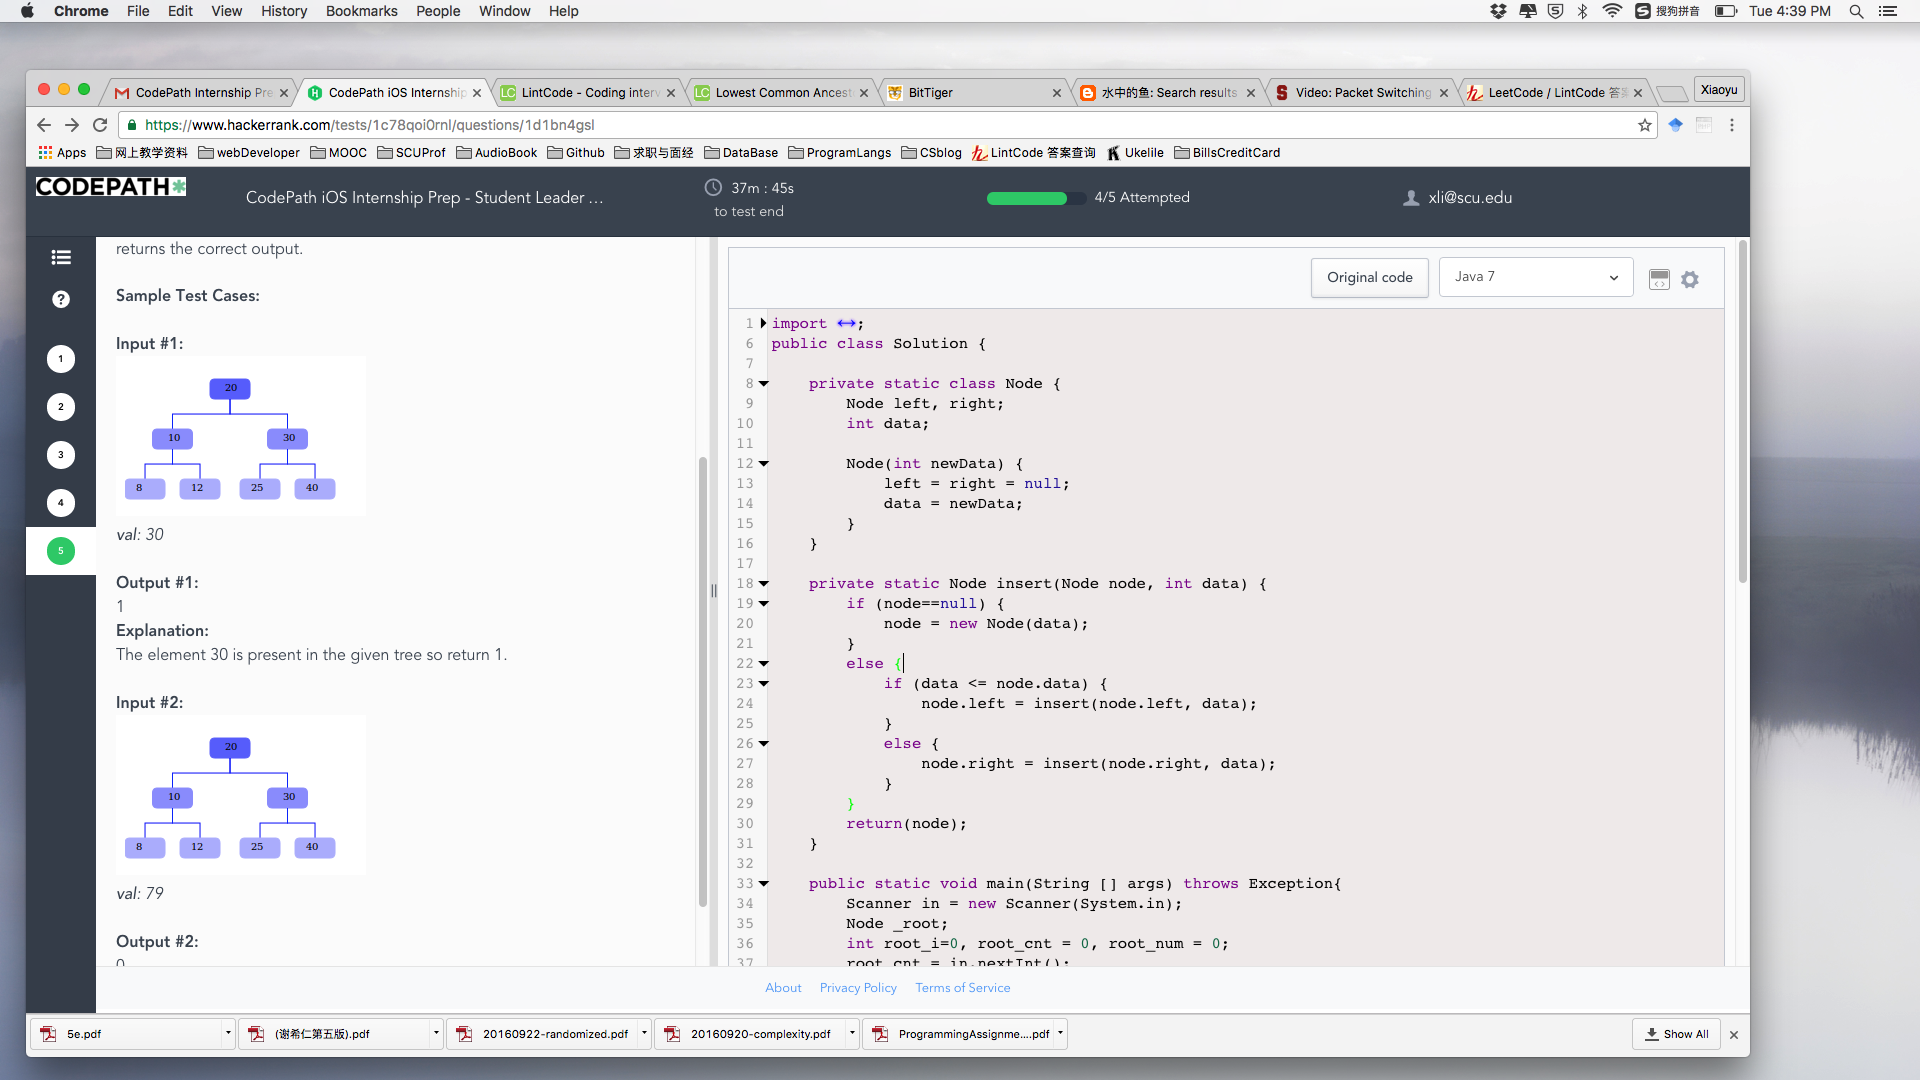 Chrome File Edit View History Bookmarks People Window Help
搜狗拼音 Tue 4:39 PM
CodePath Internship Pre
CodePath iOS Internship
LintCode - Coding interv
Lowest Common Ancest
BitTiger
水中的鱼: Search results
Video: Packet Switching
LeetCode / LintCode 答案
Xiaoyu
https://www.hackerrank.com/tests/1c78qoi0rnl/questions/1d1bn4gsl
Apps 网上教学资料 webDeveloper MOOC SCUProf AudioBook Github 求职与面经 DataBase ProgramLangs CSblog LintCode 答案查询 Ukelile BillsCreditCard
CODEPATH*
CodePath iOS Internship Prep - Student Leader ...
37m : 45s
to test end
4/5 Attempted
xli@scu.edu
?
1
2
3
4
5
returns the correct output.
Sample Test Cases:
Input #1:
20
10 30
8 12 25 40
val: 30
Output #1:
1
Explanation:
The element 30 is present in the given tree so return 1.
Input #2:
20
10 30
8 12 25 40
val: 79
Output #2:
0
Original code
Java 7
1 import ;
6 public class Solution {
7
8 private static class Node {
9 Node left, right;
10 int data;
11
12 Node(int newData) {
13 left = right = null;
14 data = newData;
15 }
16 }
17
18 private static Node insert(Node node, int data) {
19 if (node==null) {
20 node = new Node(data);
21 }
22 else {
23 if (data <= node.data) {
24 node.left = insert(node.left, data);
25 }
26 else {
27 node.right = insert(node.right, data);
28 }
29 }
30 return(node);
31 }
32
33 public static void main(String [] args) throws Exception{
34 Scanner in = new Scanner(System.in);
35 Node _root;
36 int root_i=0, root_cnt = 0, root_num = 0;
37 root_cnt = in.nextInt();
About Privacy Policy Terms of Service
5e.pdf
(谢希仁第五版).pdf
20160922-randomized.pdf
20160920-complexity.pdf
ProgrammingAssignme....pdf
Show All